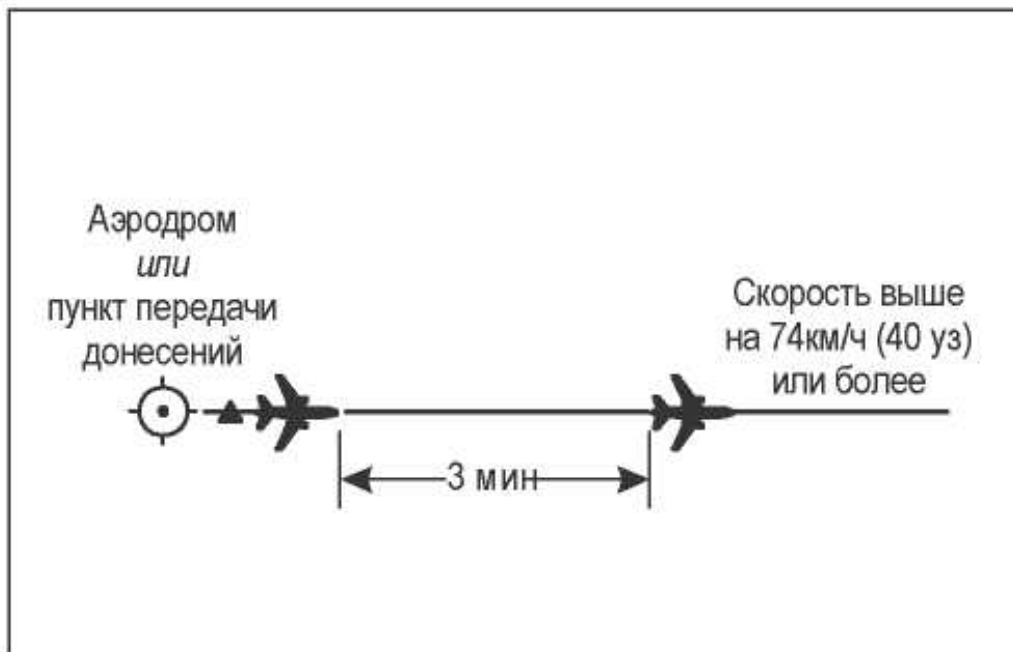 Аэродром
или
пункт передачи
донесений
Скорость выше
на 74км/ч (40 уз)
или более
3 мин